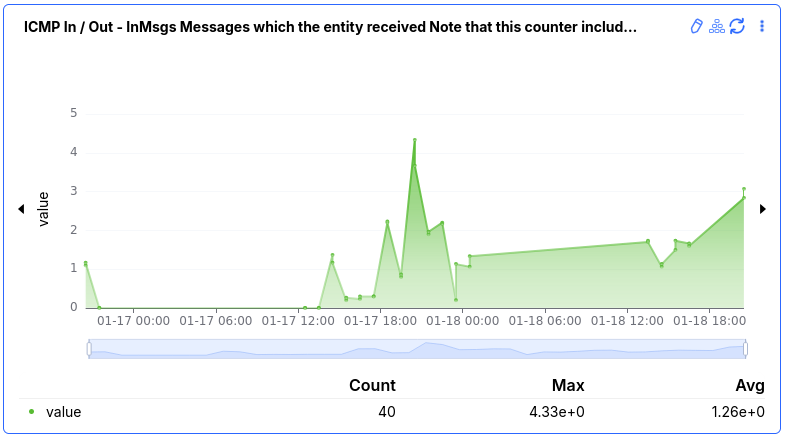 ICMP In / Out - InMsgs Messages which the entity received Note that this counter includ...
5
4
3
2
1
0
value
01-17 00:00 01-17 06:00 01-17 12:00 01-17 18:00 01-18 00:00 01-18 06:00 01-18 12:00 01-18 18:00
Count Max Avg
value 40 4.33e+0 1.26e+0